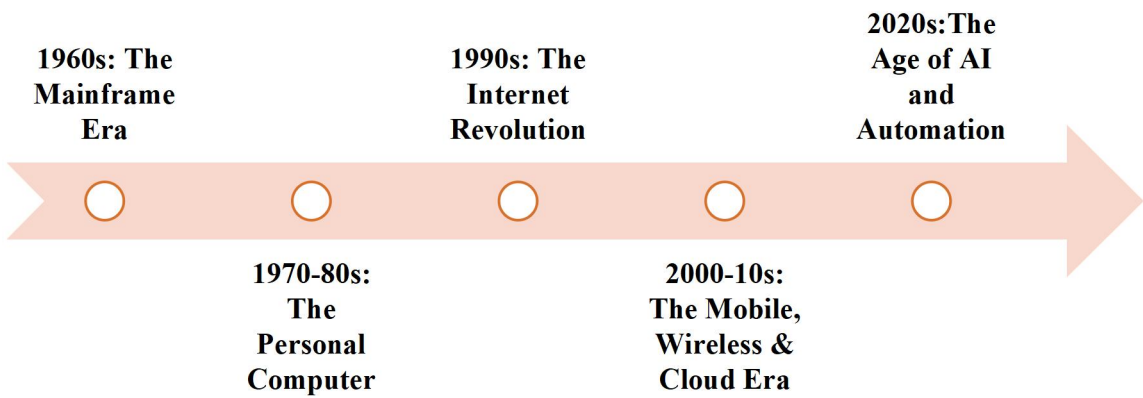 1960s: The
Mainframe
Era
1970-80s:
The
Personal
Computer
1990s: The
Internet
Revolution
2000-10s:
The Mobile,
Wireless &
Cloud Era
2020s:The
Age of AI
and
Automation